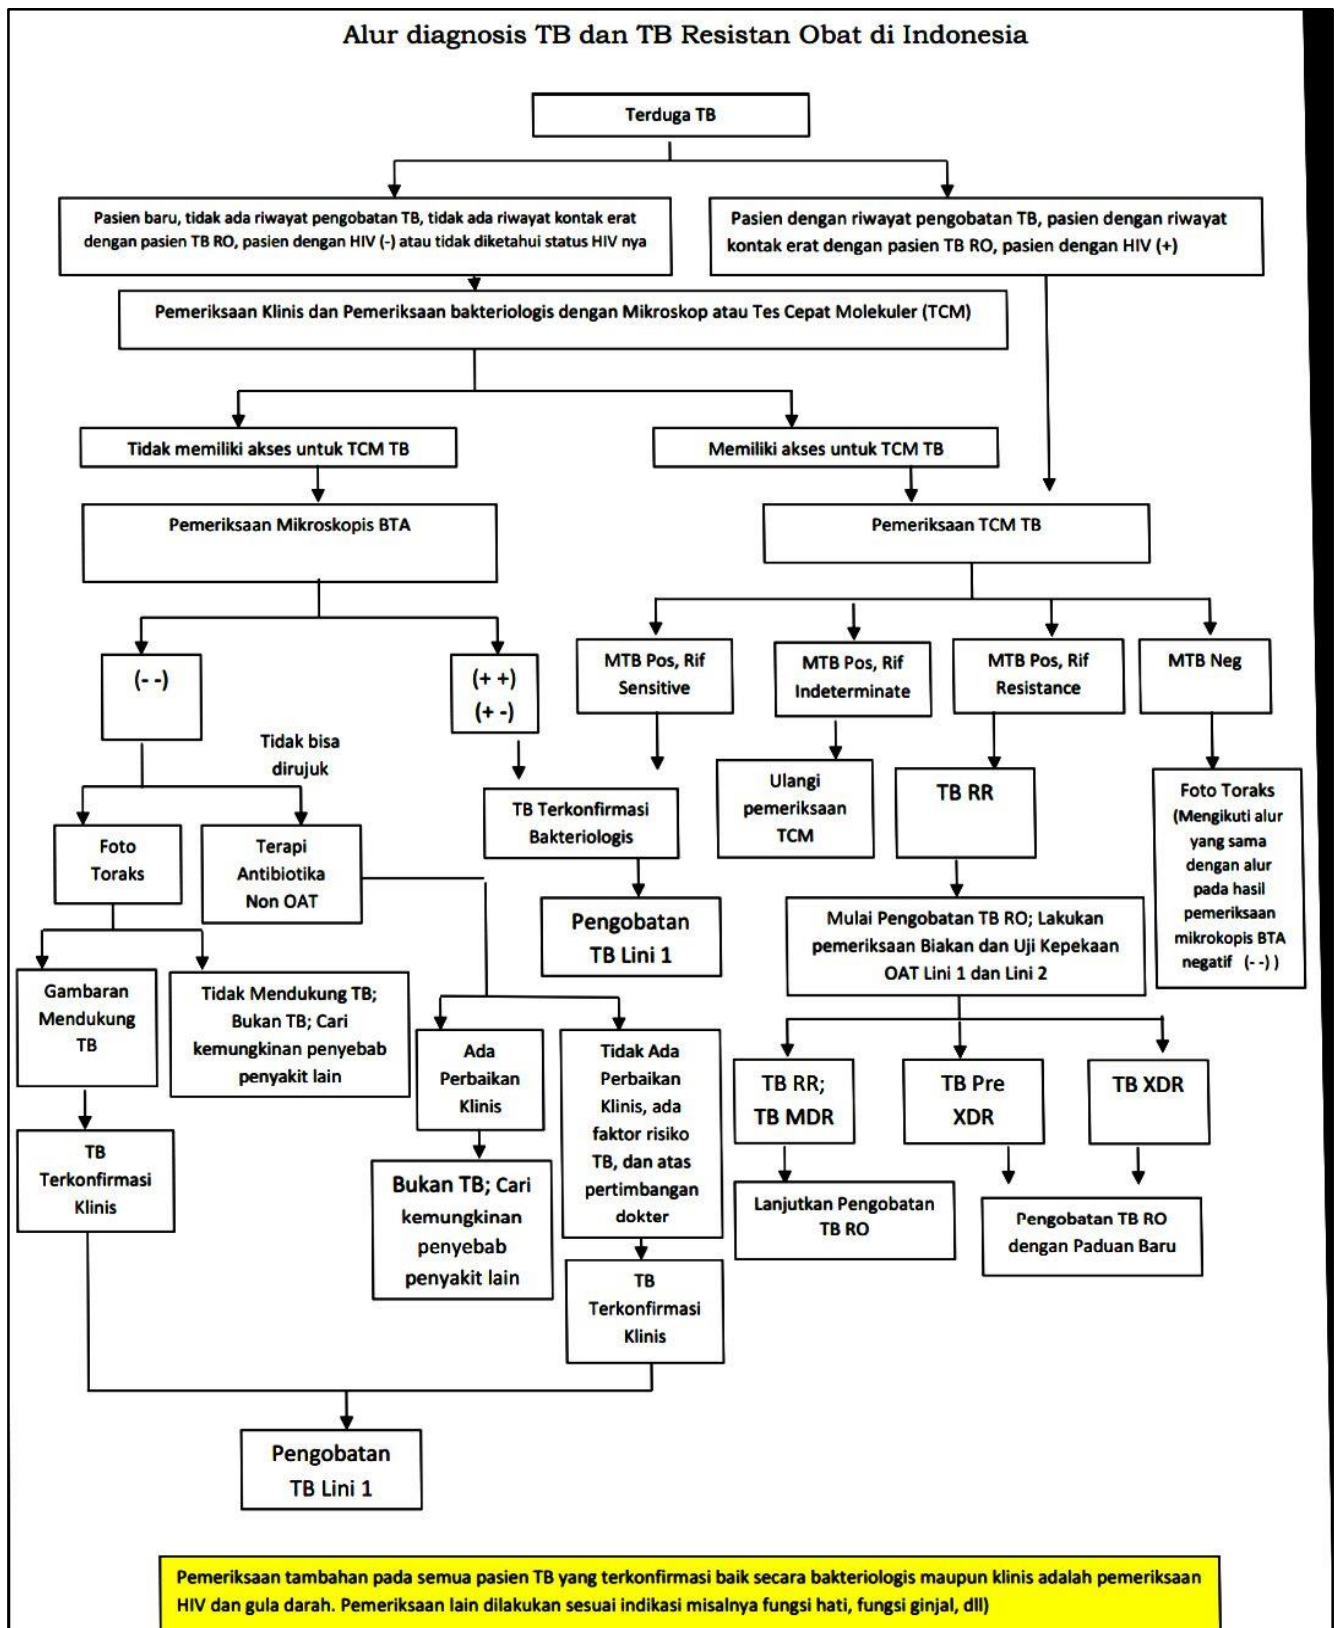 Alur diagnosis TB dan TB Resistan Obat di Indonesia
Terduga TB
Pasien baru, tidak ada riwayat pengobatan TB, tidak ada riwayat kontak erat
dengan pasien TB RO, pasien dengan HIV (-) atau tidak diketahui status HIV nya
Pasien dengan riwayat pengobatan TB, pasien dengan riwayat
kontak erat dengan pasien TB RO, pasien dengan HIV (+)
Pemeriksaan Klinis dan Pemeriksaan bakteriologis dengan Mikroskop atau Tes Cepat Molekuler (TCM)
Tidak memiliki akses untuk TCM TB
Memiliki akses untuk TCM TB
Pemeriksaan Mikroskopis BTA
Pemeriksaan TCM TB
(- -)
(+ +)
(+ -)
MTB Pos, Rif
Sensitive
MTB Pos, Rif
Indeterminate
MTB Pos, Rif
Resistance
MTB Neg
Tidak bisa
dirujuk
Foto
Toraks
Terapi
Antibiotika
Non OAT
TB Terkonfirmasi
Bakteriologis
Ulangi
pemeriksaan
TCM
TB RR
Foto Toraks
(Mengikuti alur
yang sama
dengan alur
pada hasil
pemeriksaan
mikrokopis BTA
negatif (- -) )
Pengobatan
TB Lini 1
Mulai Pengobatan TB RO; Lakukan
pemeriksaan Biakan dan Uji Kepekaan
OAT Lini 1 dan Lini 2
Gambaran
Mendukung
TB
Tidak Mendukung TB;
Bukan TB; Cari
kemungkinan penyebab
penyakit lain
Ada
Perbaikan
Klinis
Tidak Ada
Perbaikan
Klinis, ada
faktor risiko
TB, dan atas
pertimbangan
dokter
TB RR;
TB MDR
TB Pre
XDR
TB XDR
TB
Terkonfirmasi
Klinis
Bukan TB; Cari
kemungkinan
penyebab
penyakit lain
Lanjutkan Pengobatan
TB RO
Pengobatan TB RO
dengan Paduan Baru
TB
Terkonfirmasi
Klinis
Pengobatan
TB Lini 1
Pemeriksaan tambahan pada semua pasien TB yang terkonfirmasi baik secara bakteriologis maupun klinis adalah pemeriksaan
HIV dan gula darah. Pemeriksaan lain dilakukan sesuai indikasi misalnya fungsi hati, fungsi ginjal, dll)